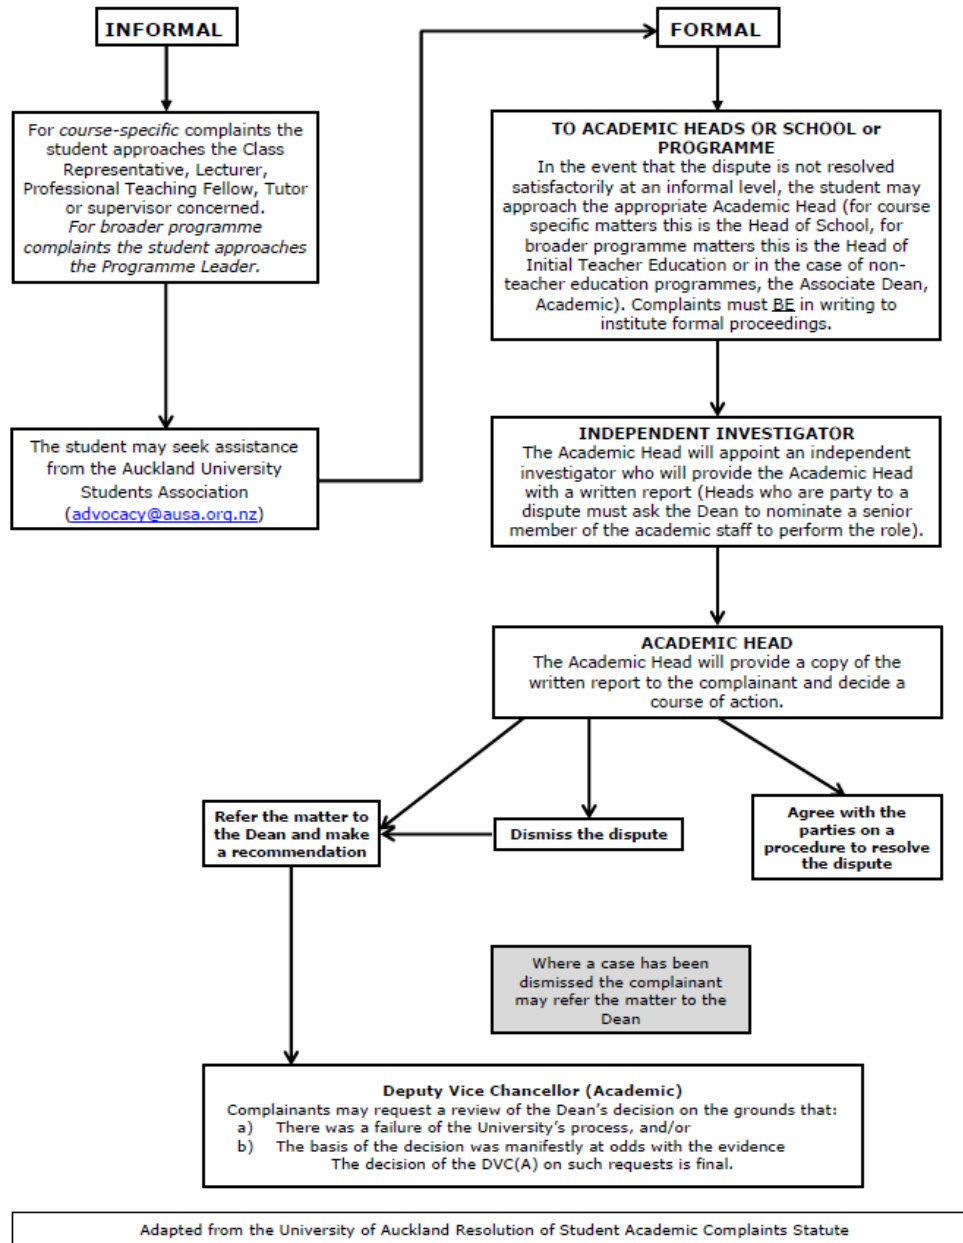 INFORMAL
For course-specific complaints the
student approaches the Class
Representative, Lecturer,
Professional Teaching Fellow, Tutor
or supervisor concerned.
For broader programme
complaints the student approaches
the Programme Leader.
The student may seek assistance
from the Auckland University
Students Association
(advocacy@ausa.org.nz)
FORMAL
TO ACADEMIC HEADS OR SCHOOL or
PROGRAMME
In the event that the dispute is not resolved
satisfactorily at an informal level, the student may
approach the appropriate Academic Head (for course
specific matters this is the Head of School, for
broader programme matters this is the Head of
Initial Teacher Education or in the case of non-
teacher education programmes, the Associate Dean,
Academic). Complaints must BE in writing to
institute formal proceedings.
INDEPENDENT INVESTIGATOR
The Academic Head will appoint an independent
investigator who will provide the Academic Head
with a written report (Heads who are party to a
dispute must ask the Dean to nominate a senior
member of the academic staff to perform the role).
ACADEMIC HEAD
The Academic Head will provide a copy of the
written report to the complainant and decide a
course of action.
Refer the matter to
the Dean and make
a recommendation
Dismiss the dispute
Agree with the
parties on a
procedure to resolve
the dispute
Where a case has been
dismissed the complainant
may refer the matter to the
Dean
Deputy Vice Chancellor (Academic)
Complainants may request a review of the Dean's decision on the grounds that:
a) There was a failure of the University's process, and/or
b) The basis of the decision was manifestly at odds with the evidence
The decision of the DVC(A) on such requests is final.
Adapted from the University of Auckland Resolution of Student Academic Complaints Statute